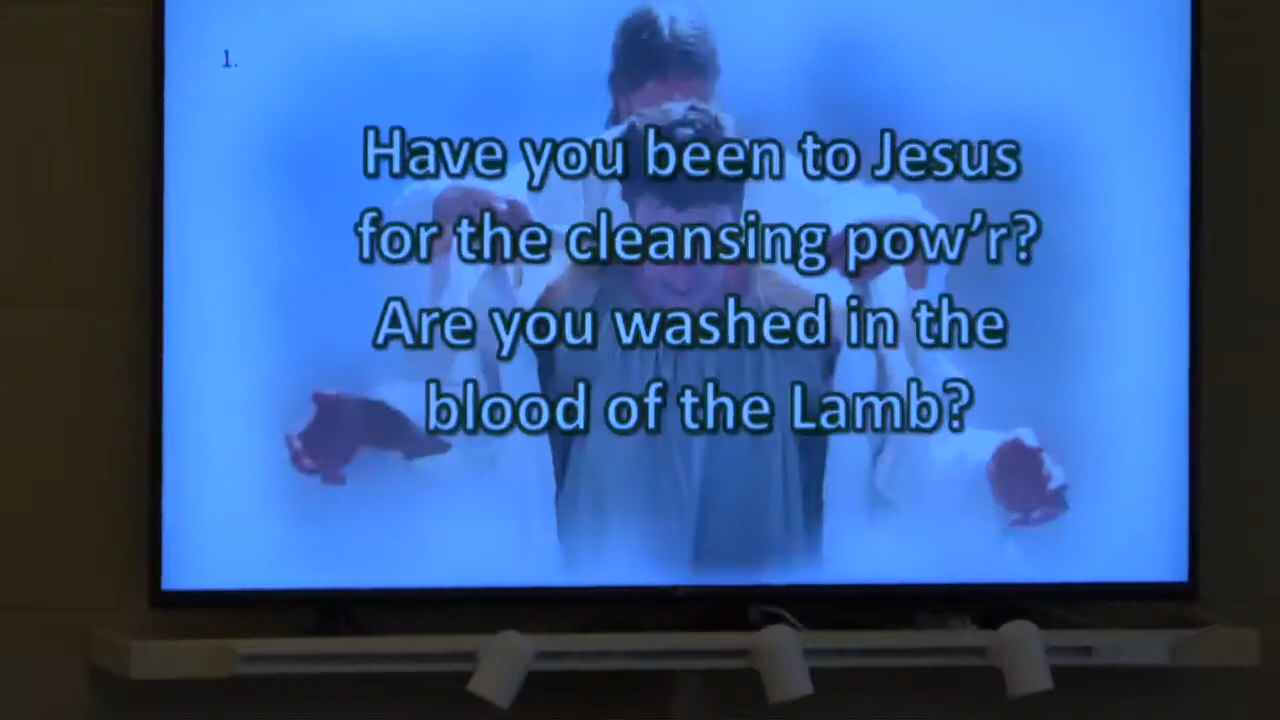 1.
Have you been to Jesus
for the cleansing pow’r?
Are you washed in the
blood of the Lamb?